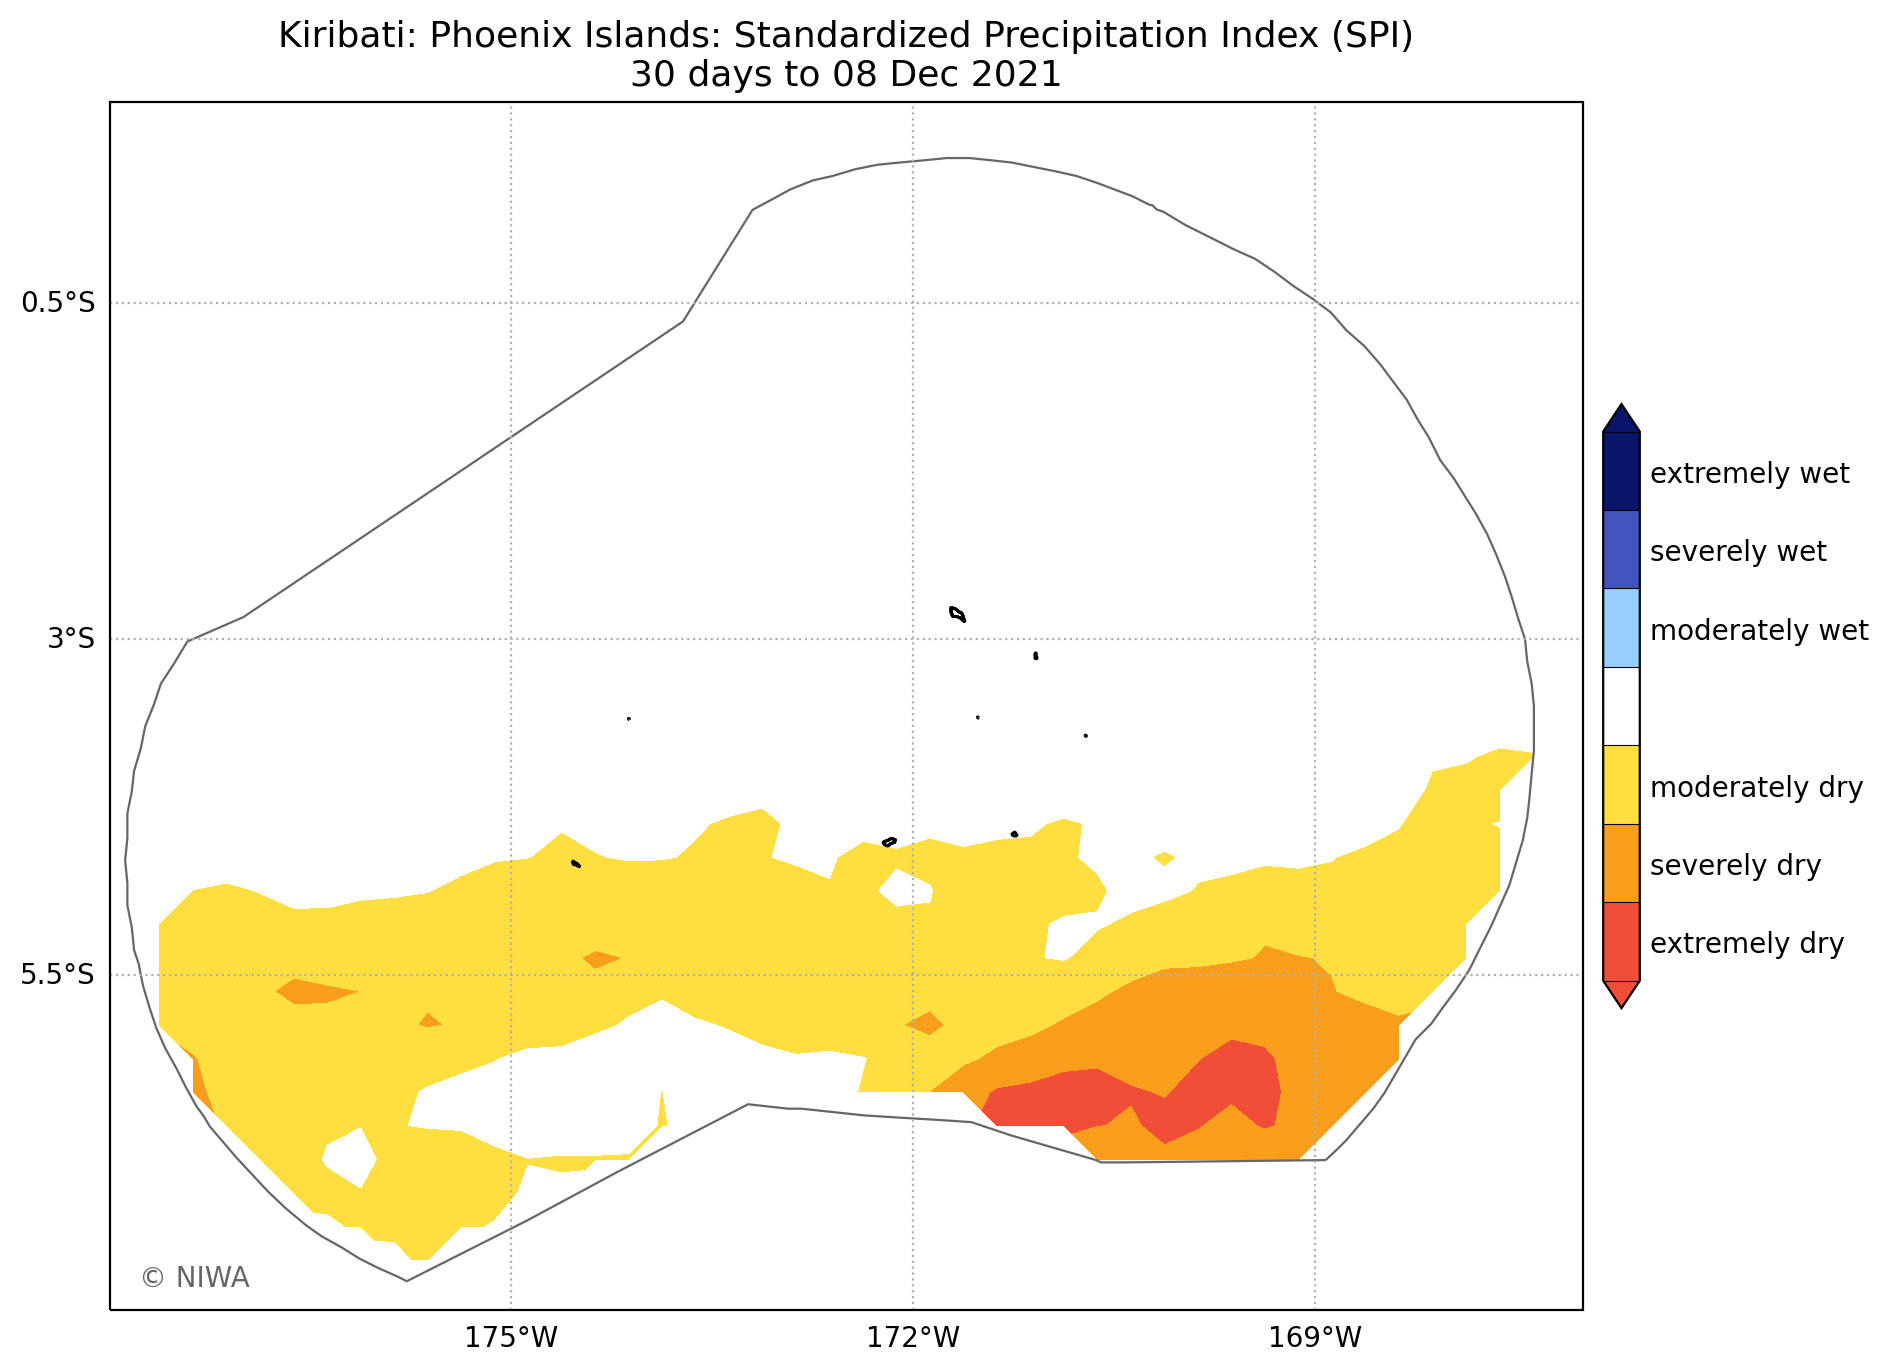 Kiribati: Phoenix Islands: Standardized Precipitation Index (SPI)
30 days to 08 Dec 2021
0.5°S
3°S
5.5°S
175°W
172°W
169°W
extremely wet
severely wet
moderately wet
moderately dry
severely dry
extremely dry
© NIWA